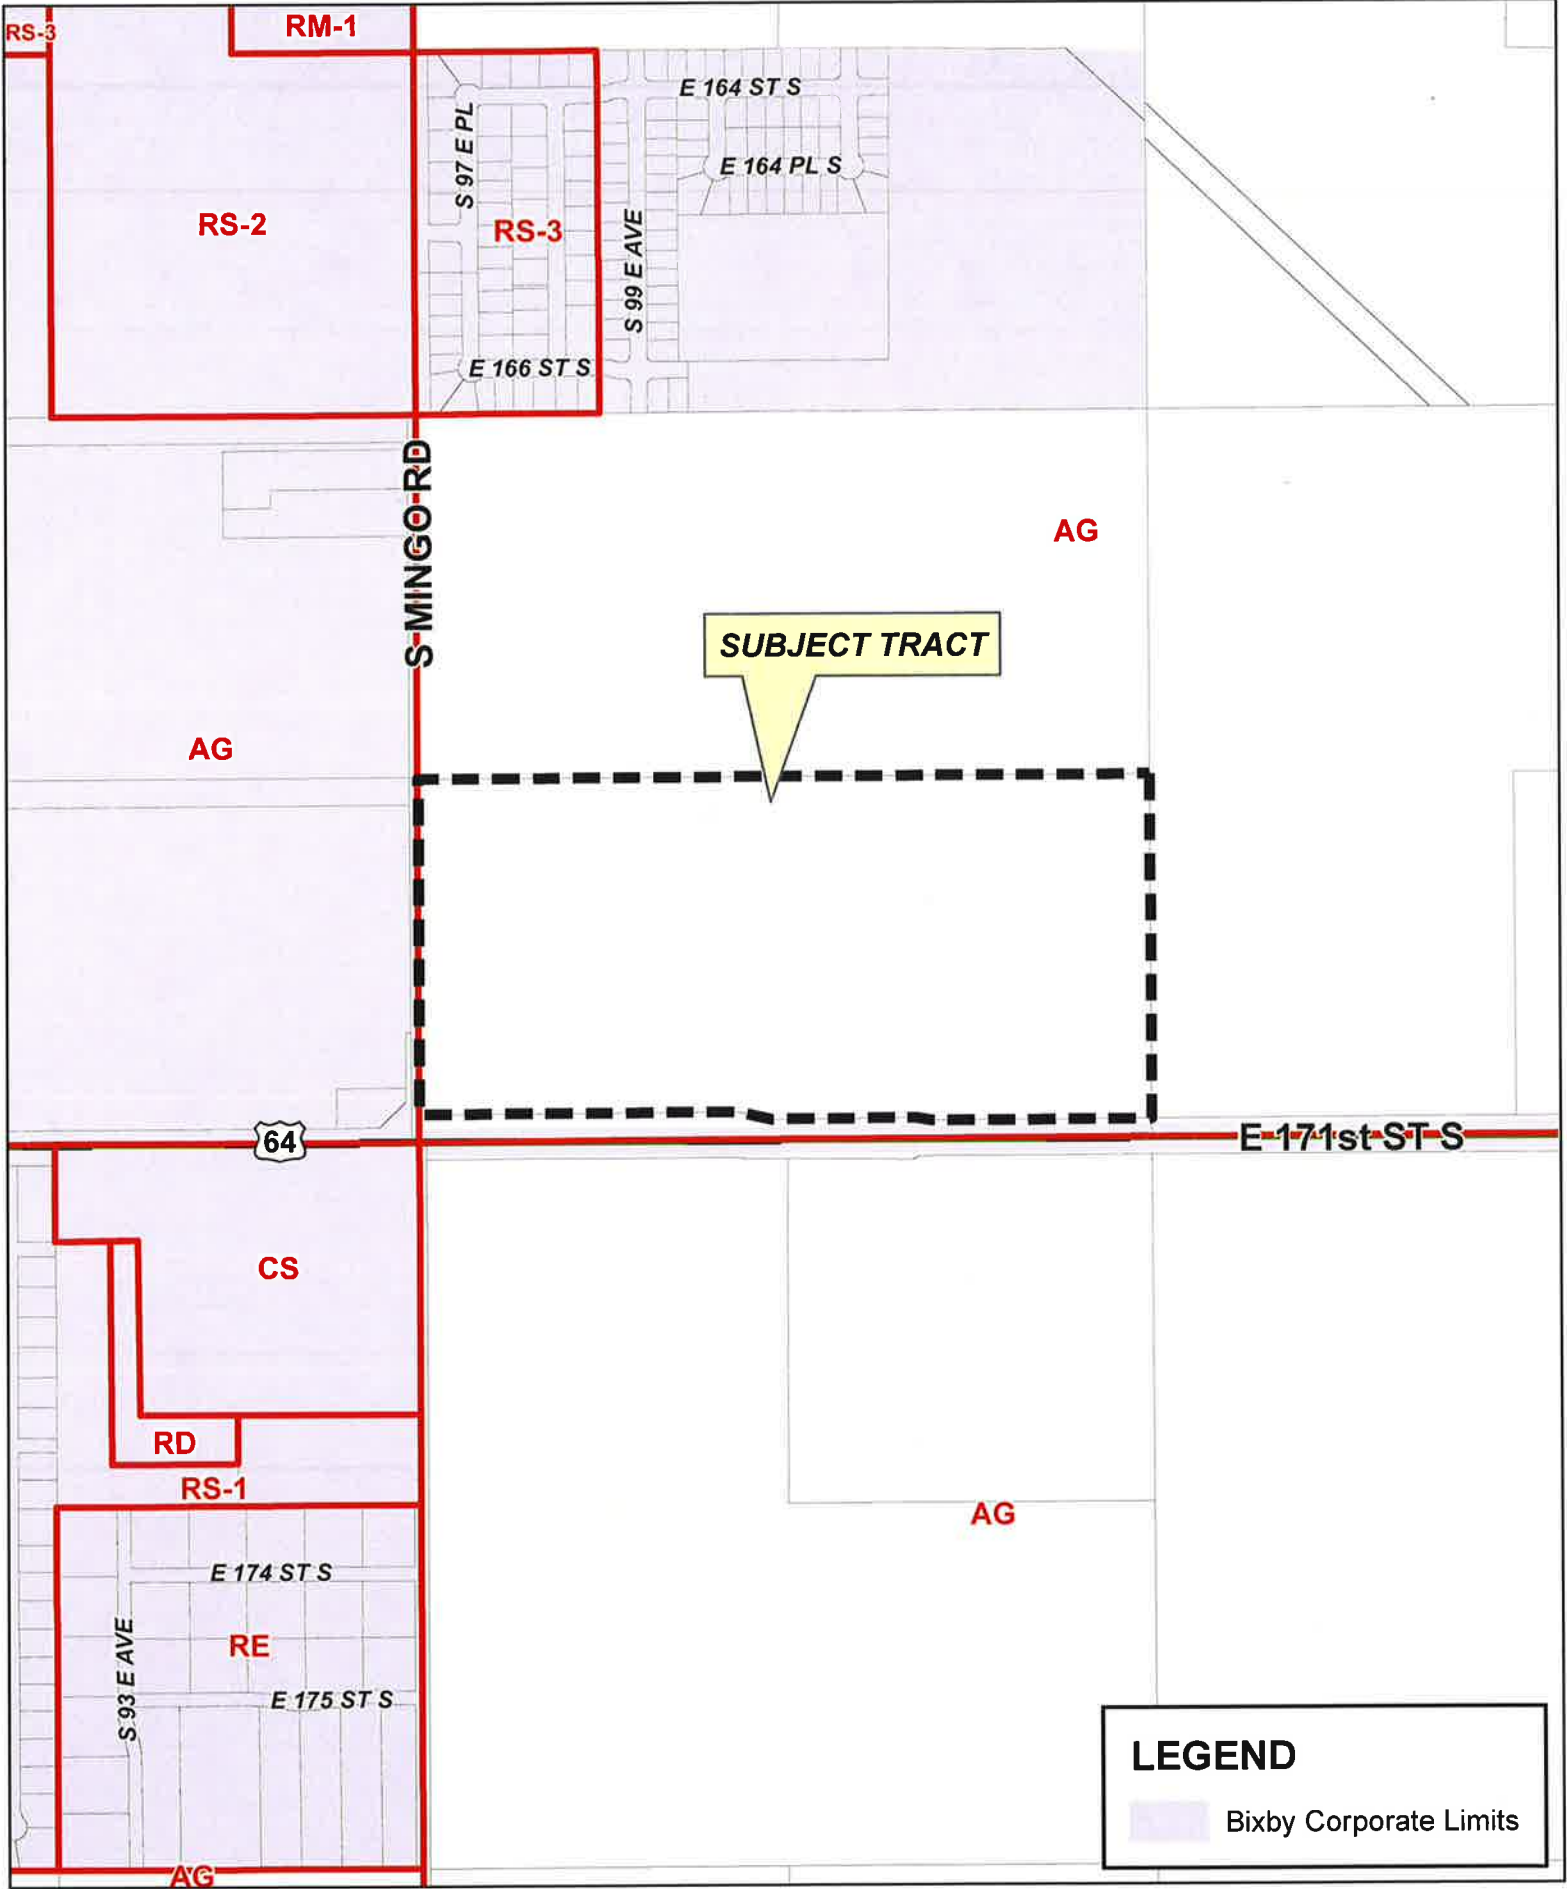 RS-3
RM-1
E 164 ST S
S 97 E PL
E 164 PL S
RS-2
RS-3
S 99 E AVE
E 166 ST S
S MINGO RD
AG
SUBJECT TRACT
AG
64
E 171st ST S
CS
RD
RS-1
AG
E 174 ST S
S 93 E AVE
RE
E 175 ST S
LEGEND
Bixby Corporate Limits
AG